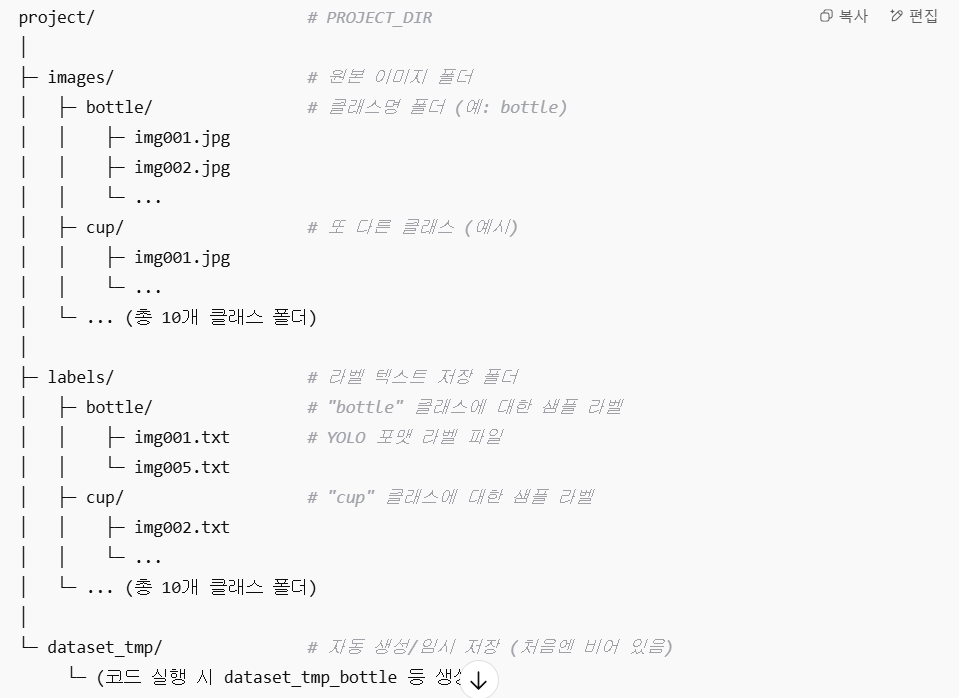 project/                      # PROJECT_DIR
복사 편집
│
├─ images/                    # 원본 이미지 폴더
│   ├─ bottle/                # 클래스명 폴더 (예: bottle)
│   │    ├─ img001.jpg
│   │    ├─ img002.jpg
│   │    └─ ...
│   ├─ cup/                   # 또 다른 클래스 (예시)
│   │    ├─ img001.jpg
│   │    └─ ...
│   └─ ... (총 10개 클래스 폴더)
│
├─ labels/                    # 라벨 텍스트 저장 폴더
│   ├─ bottle/                # "bottle" 클래스에 대한 샘플 라벨
│   │    ├─ img001.txt        # YOLO 포맷 라벨 파일
│   │    └─ img005.txt
│   ├─ cup/                   # "cup" 클래스에 대한 샘플 라벨
│   │    ├─ img002.txt
│   │    └─ ...
│   └─ ... (총 10개 클래스 폴더)
│
└─ dataset_tmp/               # 자동 생성/임시 저장 (처음엔 비어 있음)
     └─ (코드 실행 시 dataset_tmp_bottle 등